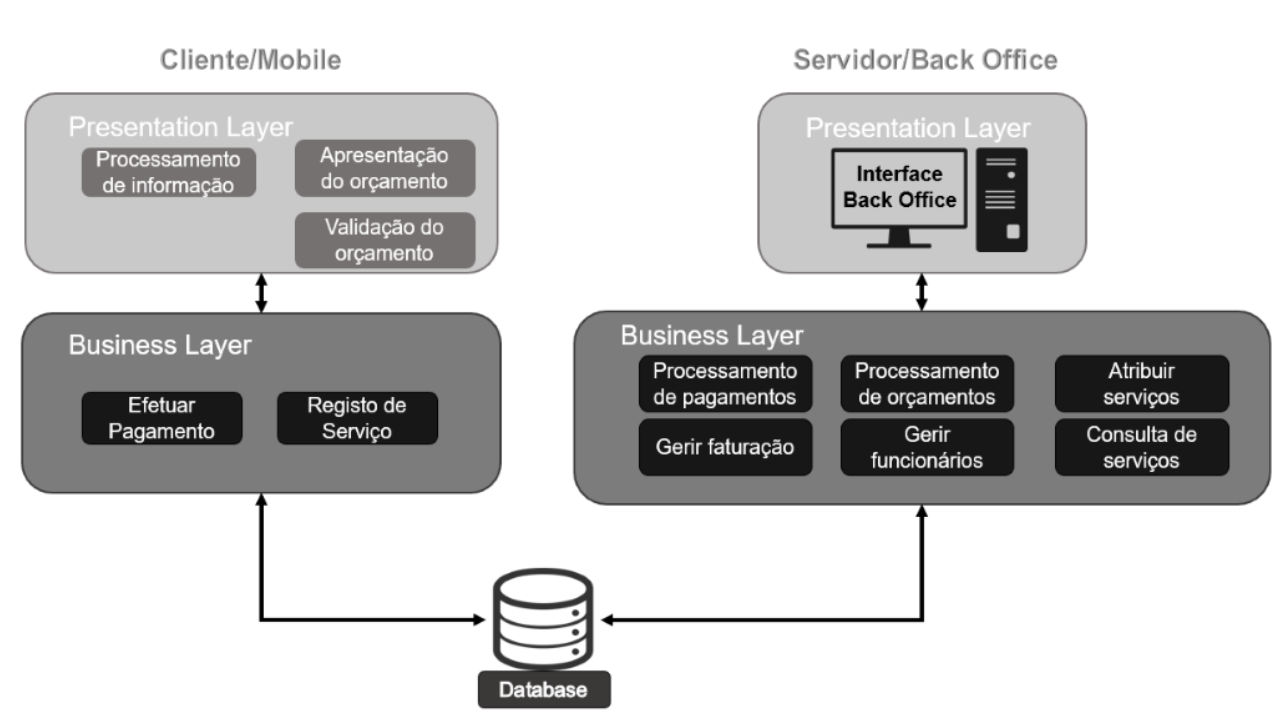 Cliente/Mobile
Presentation Layer
Processamento
de informação
Apresentação
do orçamento
Validação do
orçamento
Business Layer
Efetuar
Pagamento
Registo de
Serviço
Servidor/Back Office
Presentation Layer
Interface
Back Office
Business Layer
Processamento
de pagamentos
Processamento
de orçamentos
Atribuir
serviços
Gerir faturação
Gerir
funcionários
Consulta de
serviços
Database